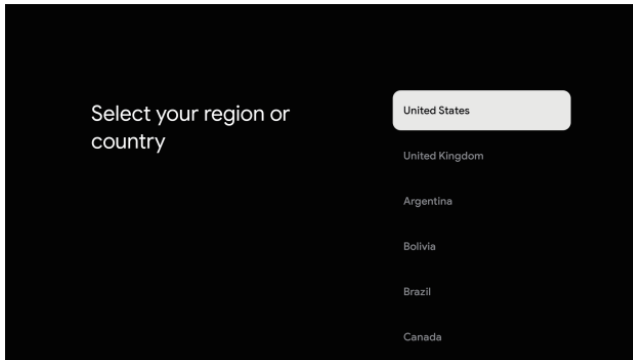 Select your region or
country
United States
United Kingdom
Argentina
Bolivia
Brazil
Canada